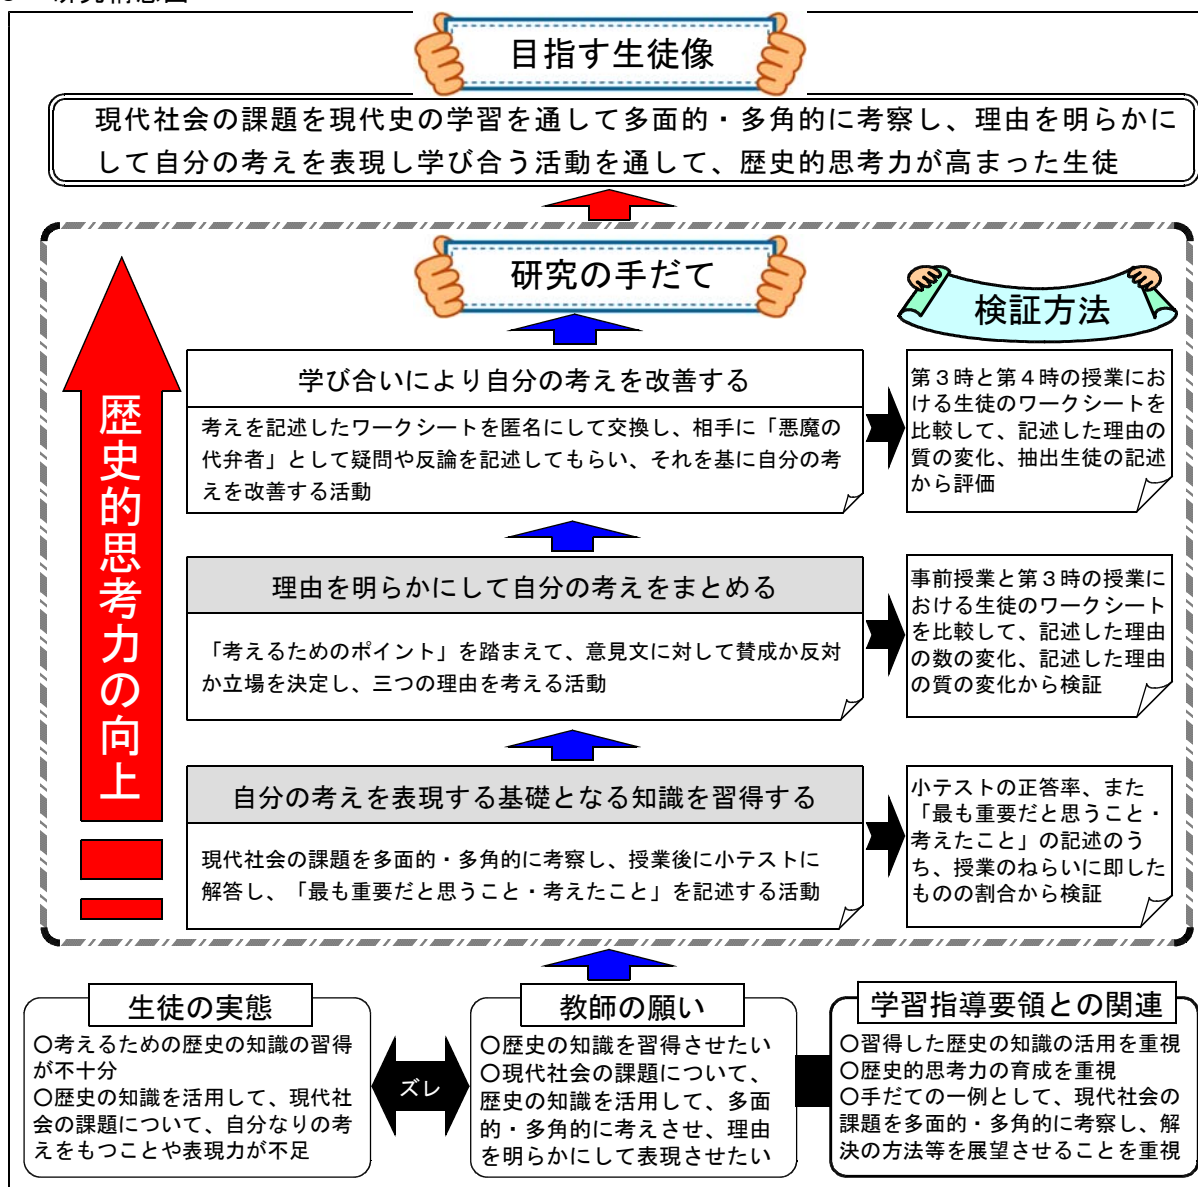 目指す生徒像
現代社会の課題を現代史の学習を通して多面的・多角的に考察し、理由を明らかに
して自分の考えを表現し学び合う活動を通して、歴史的思考力が高まった生徒
研究の手だて
検証方法
歴史的思考力の向上
学び合いにより自分の考えを改善する
考えを記述したワークシートを匿名にして交換し、相手に「悪魔の
代弁者」として疑問や反論を記述してもらい、それを基に自分の考
えを改善する活動
第３時と第４時の授業にお
ける生徒のワークシートを
比較して、記述した理由の
質の変化、抽出生徒の記述
から評価
理由を明らかにして自分の考えをまとめる
「考えるためのポイント」を踏まえて、意見文に対して賛成か反対
か立場を決定し、三つの理由を考える活動
事前授業と第３時の授業に
おける生徒のワークシート
を比較して、記述した理由
の数の変化、記述した理由
の質の変化から検証
自分の考えを表現する基礎となる知識を習得する
現代社会の課題を多面的・多角的に考察し、授業後に小テストに
解答し、「最も重要だと思うこと・考えたこと」を記述する活動
小テストの正答率、また
「最も重要だと思うこと・
考えたこと」の記述のう
ち、授業のねらいに即した
ものの割合から検証
生徒の実態
○考えるための歴史の知識の習得
が不十分
○歴史の知識を活用して、現代社
会の課題について、自分なりの考
えをもつことや表現力が不足
ズレ
教師の願い
○歴史の知識を習得させたい
○現代社会の課題について、
歴史の知識を活用して、多面
的・多角的に考えさせ、理由
を明らかにして表現させたい
学習指導要領との関連
○習得した歴史の知識の活用を重視
○歴史的思考力の育成を重視
○手だての一例として、現代社会の
課題を多面的・多角的に考察し、解
決の方法等を展望させることを重視